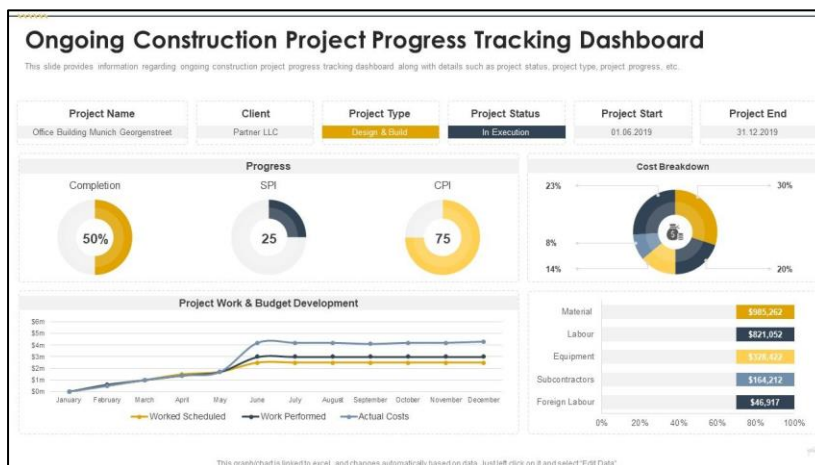 Ongoing Construction Project Progress Tracking Dashboard
This slide provides information regarding ongoing construction project progress tracking dashboard along with details such as project status, project type, project progress, etc.
Project Name
Client
Project Type
Project Status
Project Start
Project End
Office Building Munich Georgenstreet
Partner LLC
Design & Build
In Execution
01.06.2019
31.12.2019
Progress
Completion
SPI
CPI
50%
25
75
Cost Breakdown
23%
30%
8%
14%
20%
Project Work & Budget Development
$6m
$5m
$4m
$3m
$2m
$1m
$0m
January February March April May June July August September October November December
Worked Scheduled Work Performed Actual Costs
Material $985,262
Labour $821,052
Equipment $328,422
Subcontractors $164,212
Foreign Labour $46,917
0% 20% 40% 60% 80% 100%
This graph/chart is linked to excel, and changes automatically based on data. Just left click on it and select "Edit Data".